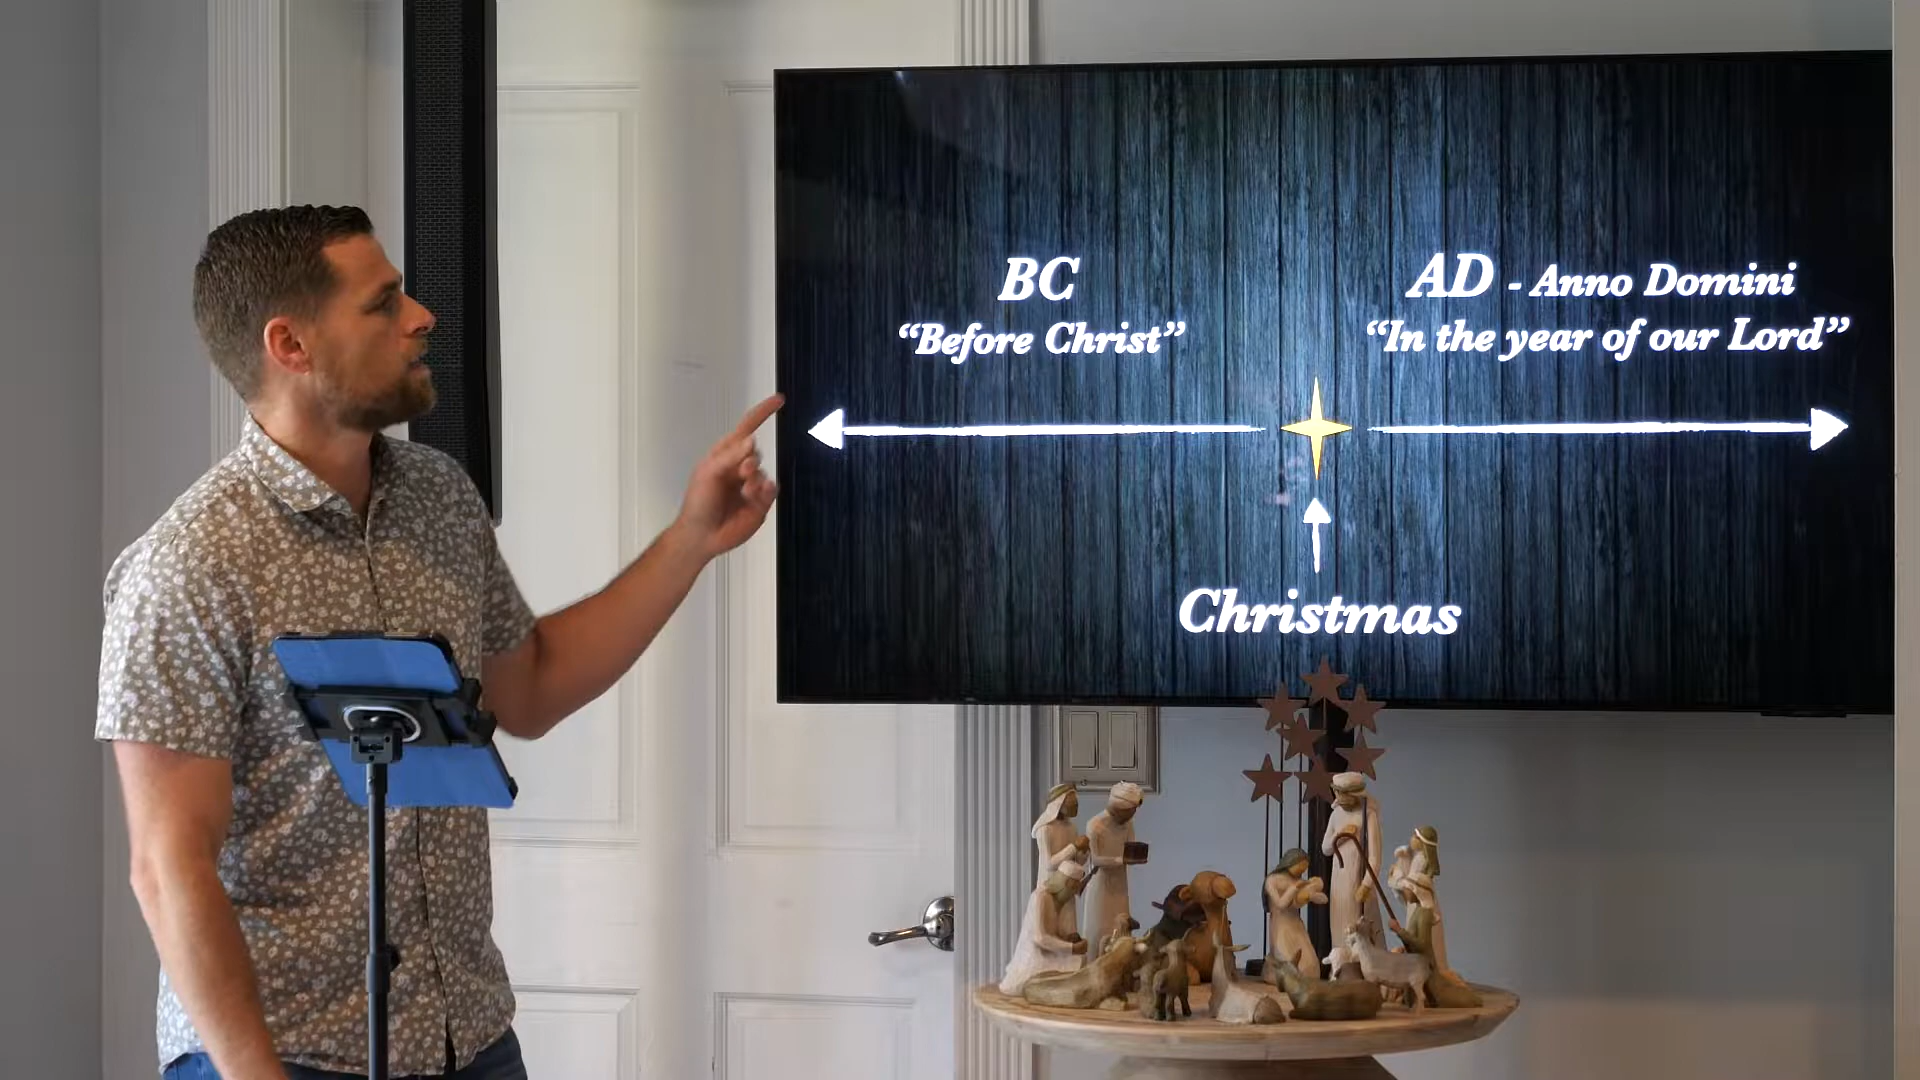 BC
“Before Christ”
AD - Anno Domini
“In the year of our Lord”
Christmas